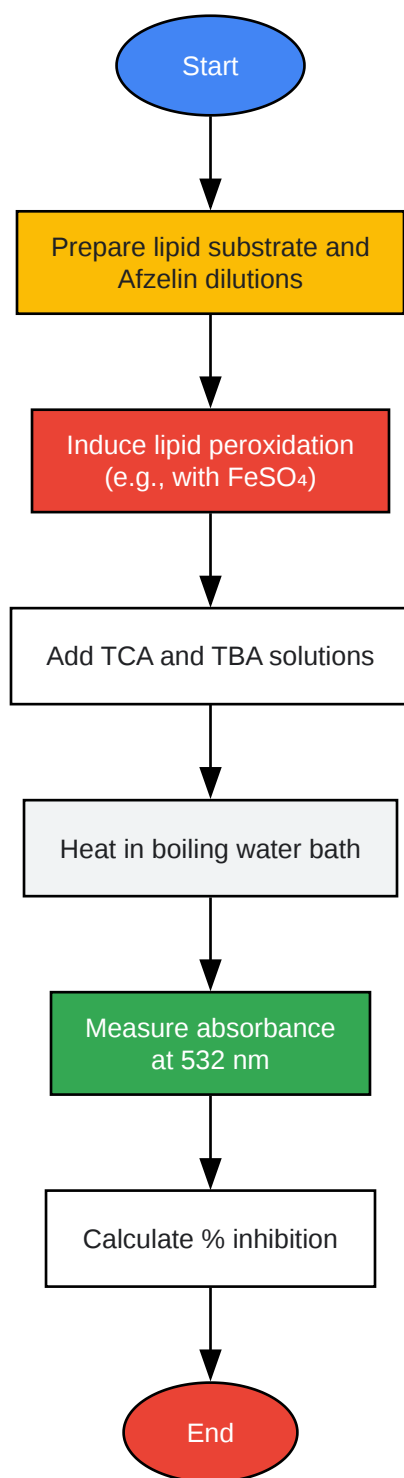 Start
Prepare lipid substrate and
Afzelin dilutions
Induce lipid peroxidation
(e.g., with FeSO₄)
Add TCA and TBA solutions
Heat in boiling water bath
Measure absorbance
at 532 nm
Calculate % inhibition
End